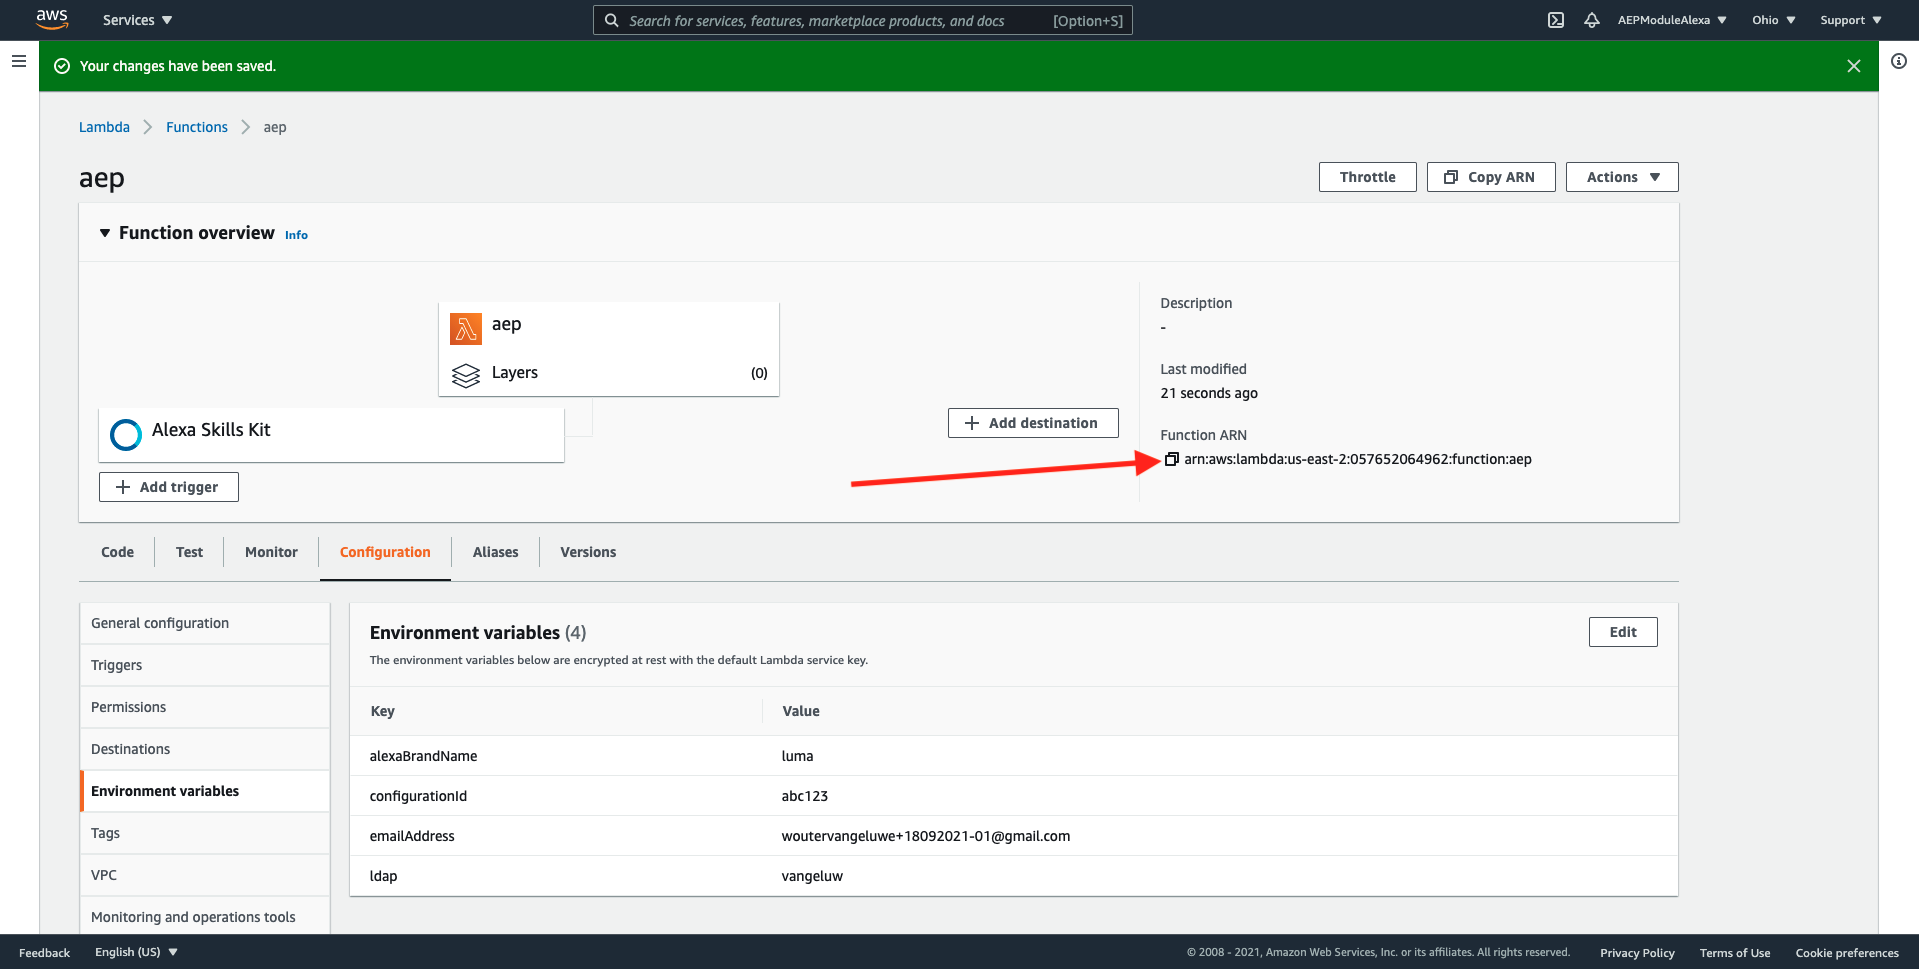 aws
Services
Search for services, features, marketplace products, and docs [Option+S]
AEPModuleAlexa
Ohio
Support
Your changes have been saved.
Lambda
Functions
aep
aep
Throttle
Copy ARN
Actions
Function overview Info
aep
Layers (0)
Alexa Skills Kit
Add trigger
Add destination
Description
-
Last modified
21 seconds ago
Function ARN
arn:aws:lambda:us-east-2:057652064962:function:aep
Code
Test
Monitor
Configuration
Aliases
Versions
General configuration
Triggers
Permissions
Destinations
Environment variables
Tags
VPC
Monitoring and operations tools
Environment variables (4)
Edit
The environment variables below are encrypted at rest with the default Lambda service key.
Key Value
alexaBrandName luma
configurationId abc123
emailAddress woutervangeluwe+18092021-01@gmail.com
ldap vangeluw
Feedback
English (US)
© 2008 - 2021, Amazon Web Services, Inc. or its affiliates. All rights reserved.
Privacy Policy
Terms of Use
Cookie preferences